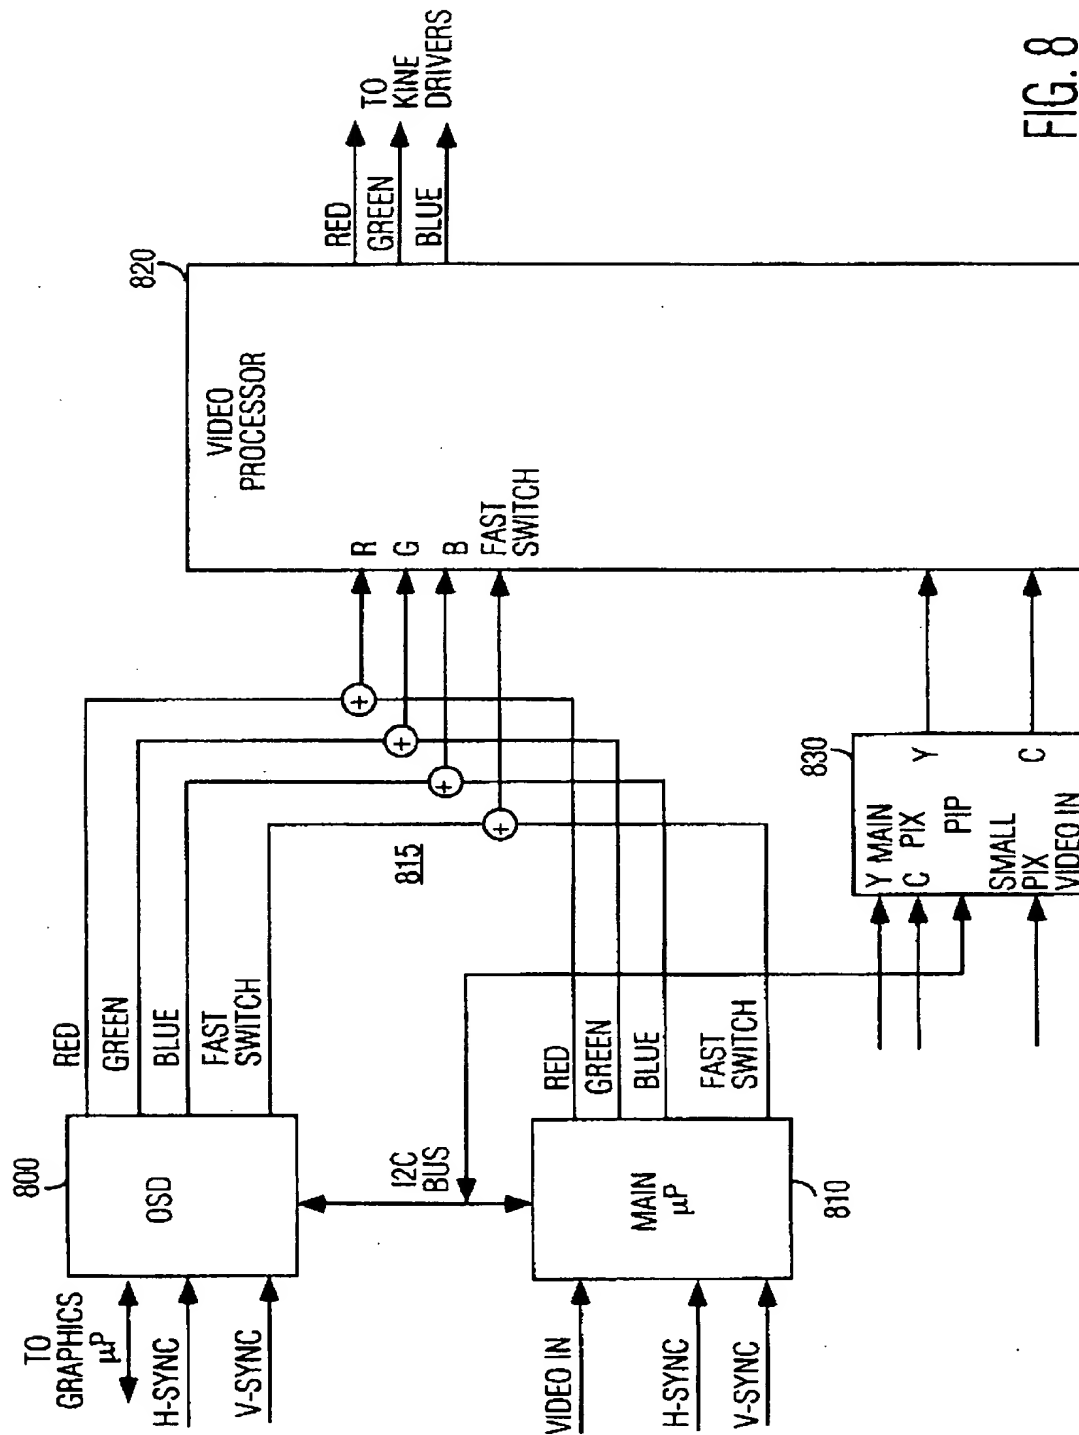 TO
GRAPHICS
µP
H-SYNC
V-SYNC
800
OSD
RED
GREEN
BLUE
FAST
SWITCH
I2C
BUS
VIDEO IN
H-SYNC
V-SYNC
MAIN
µP
810
RED
GREEN
BLUE
FAST
SWITCH
815
+
+
+
+
830
Y MAIN
C PIX
PIP
SMALL
PIX
VIDEO IN
Y
C
820
VIDEO
PROCESSOR
R
G
B
FAST
SWITCH
RED
GREEN
BLUE
TO
KINE
DRIVERS
FIG. 8